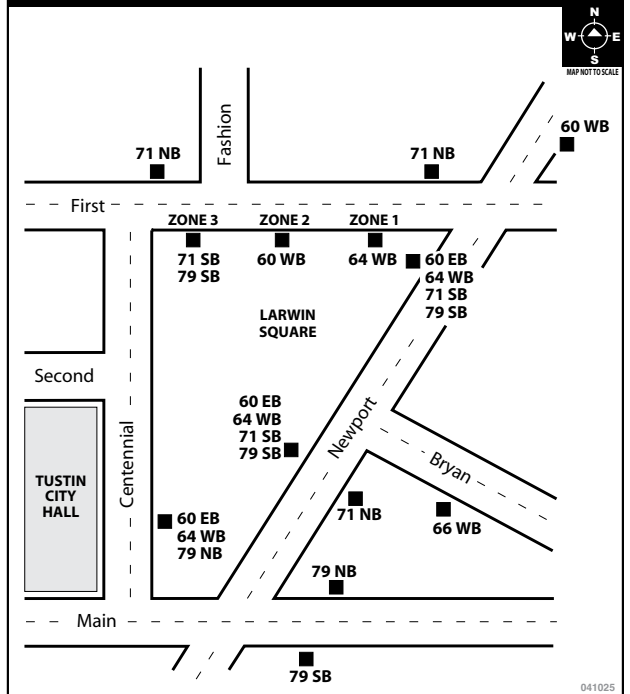 N
W E
S
MAP NOT TO SCALE
60 WB
71 NB
Fashion
71 NB
First
ZONE 3
ZONE 2
ZONE 1
71 SB
79 SB
60 WB
64 WB
60 EB
64 WB
71 SB
79 SB
LARWIN
SQUARE
Second
60 EB
64 WB
71 SB
79 SB
Newport
Bryan
Centennial
TUSTIN
CITY
HALL
71 NB
66 WB
60 EB
64 WB
79 NB
79 NB
Main
79 SB
041025